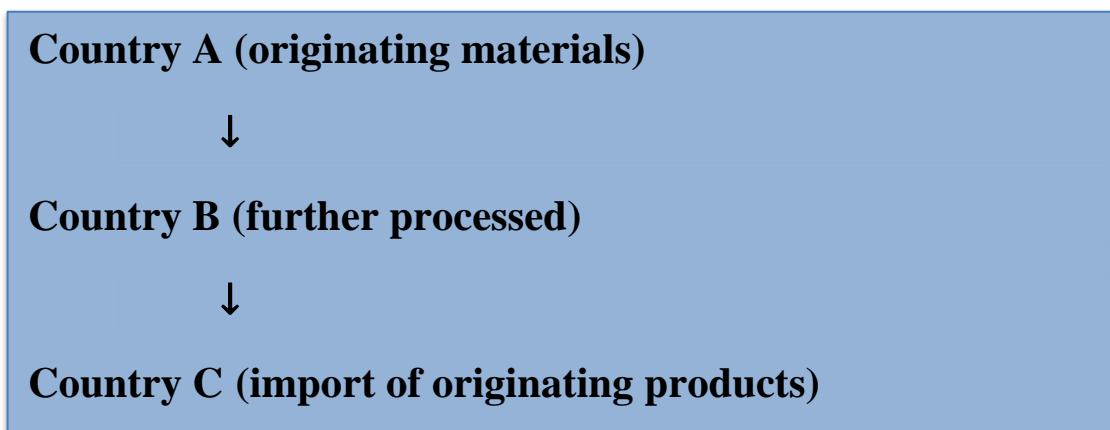 Country A (originating materials)
↓
Country B (further processed)
↓
Country C (import of originating products)